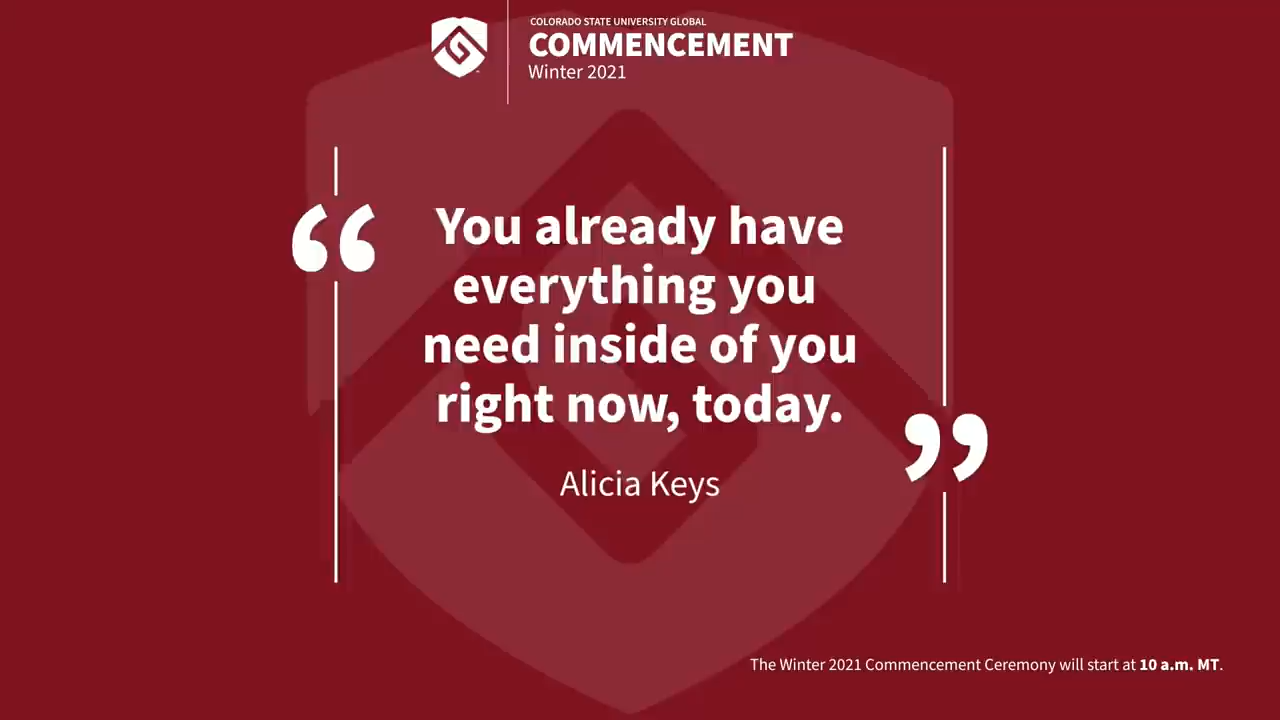 COLORADO STATE UNIVERSITY GLOBAL
COMMENCEMENT
Winter 2021
“
You already have
everything you
need inside of you
right now, today.
”
Alicia Keys
The Winter 2021 Commencement Ceremony will start at 10 a.m. MT.